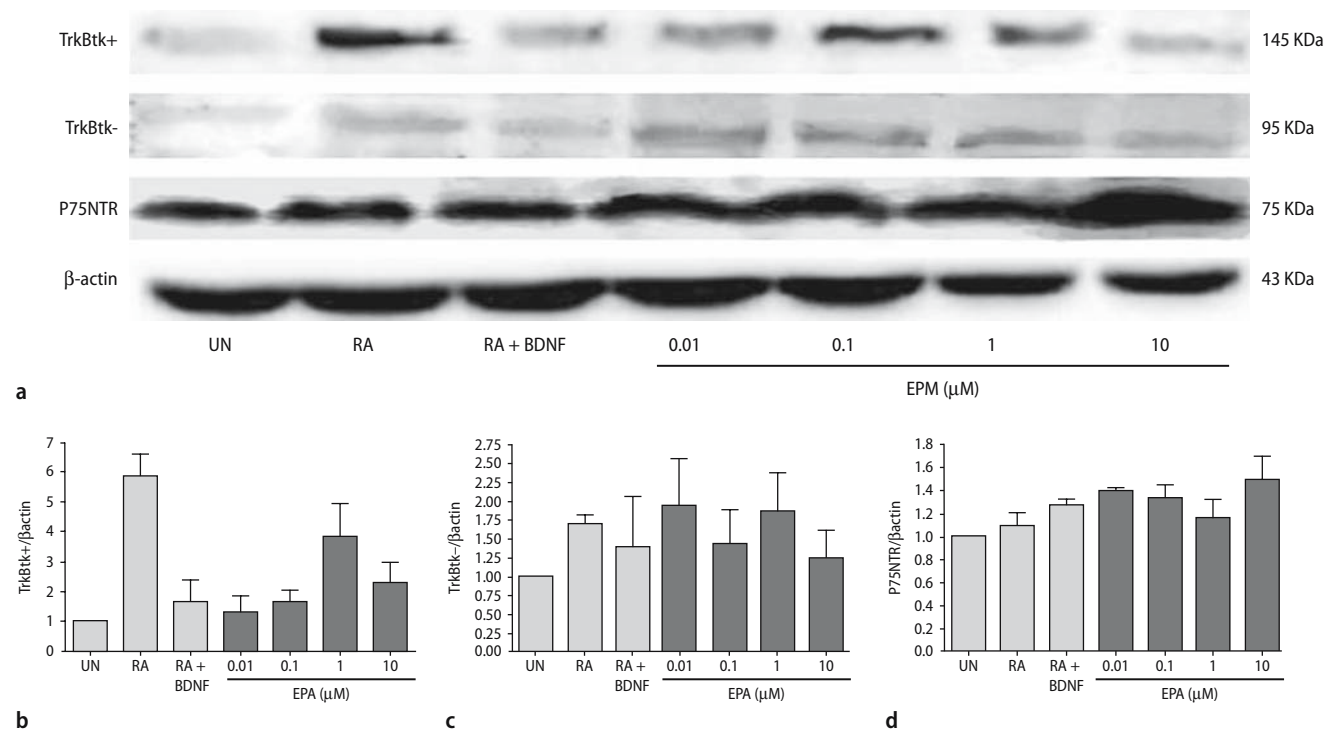 TrkBtk+ 145 KDa
TrkBtk- 95 KDa
P75NTR 75 KDa
β-actin 43 KDa
UN RA RA + BDNF 0.01 0.1 1 10
EPM (μM)
a
TrkBtk+/βactin
7
6
5
4
3
2
1
0
UN RA RA + BDNF 0.01 0.1 1 10
EPA (μM)
b
TrkBtk−/βactin
2.75
2.50
2.25
2.00
1.75
1.50
1.25
1.00
0.75
0.50
0.25
0.00
UN RA RA + BDNF 0.01 0.1 1 10
EPA (μM)
c
P75NTR/βactin
1.8
1.6
1.4
1.2
1.0
0.8
0.6
0.4
0.2
0.0
UN RA RA + BDNF 0.01 0.1 1 10
EPA (μM)
d